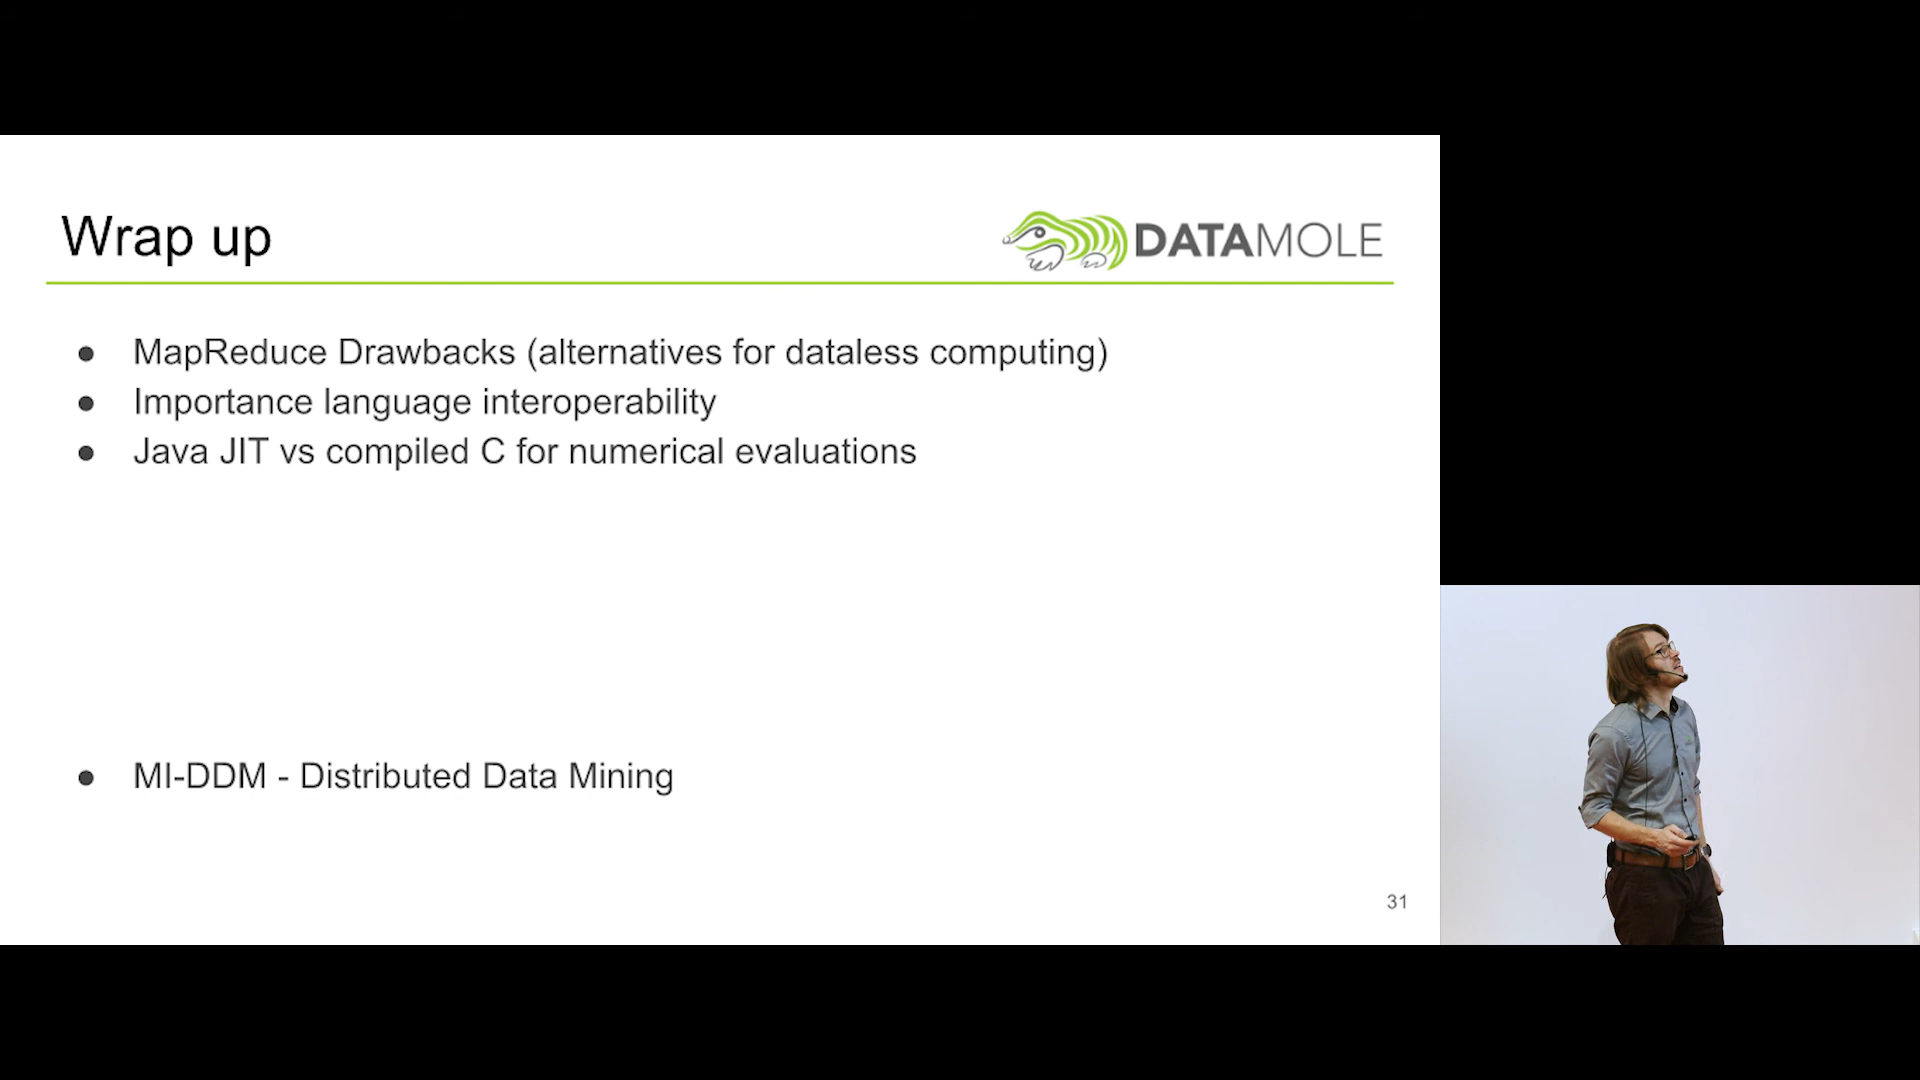 Wrap up
DATAMOLE
● MapReduce Drawbacks (alternatives for dataless computing)
● Importance language interoperability
● Java JIT vs compiled C for numerical evaluations
● MI-DDM - Distributed Data Mining
31